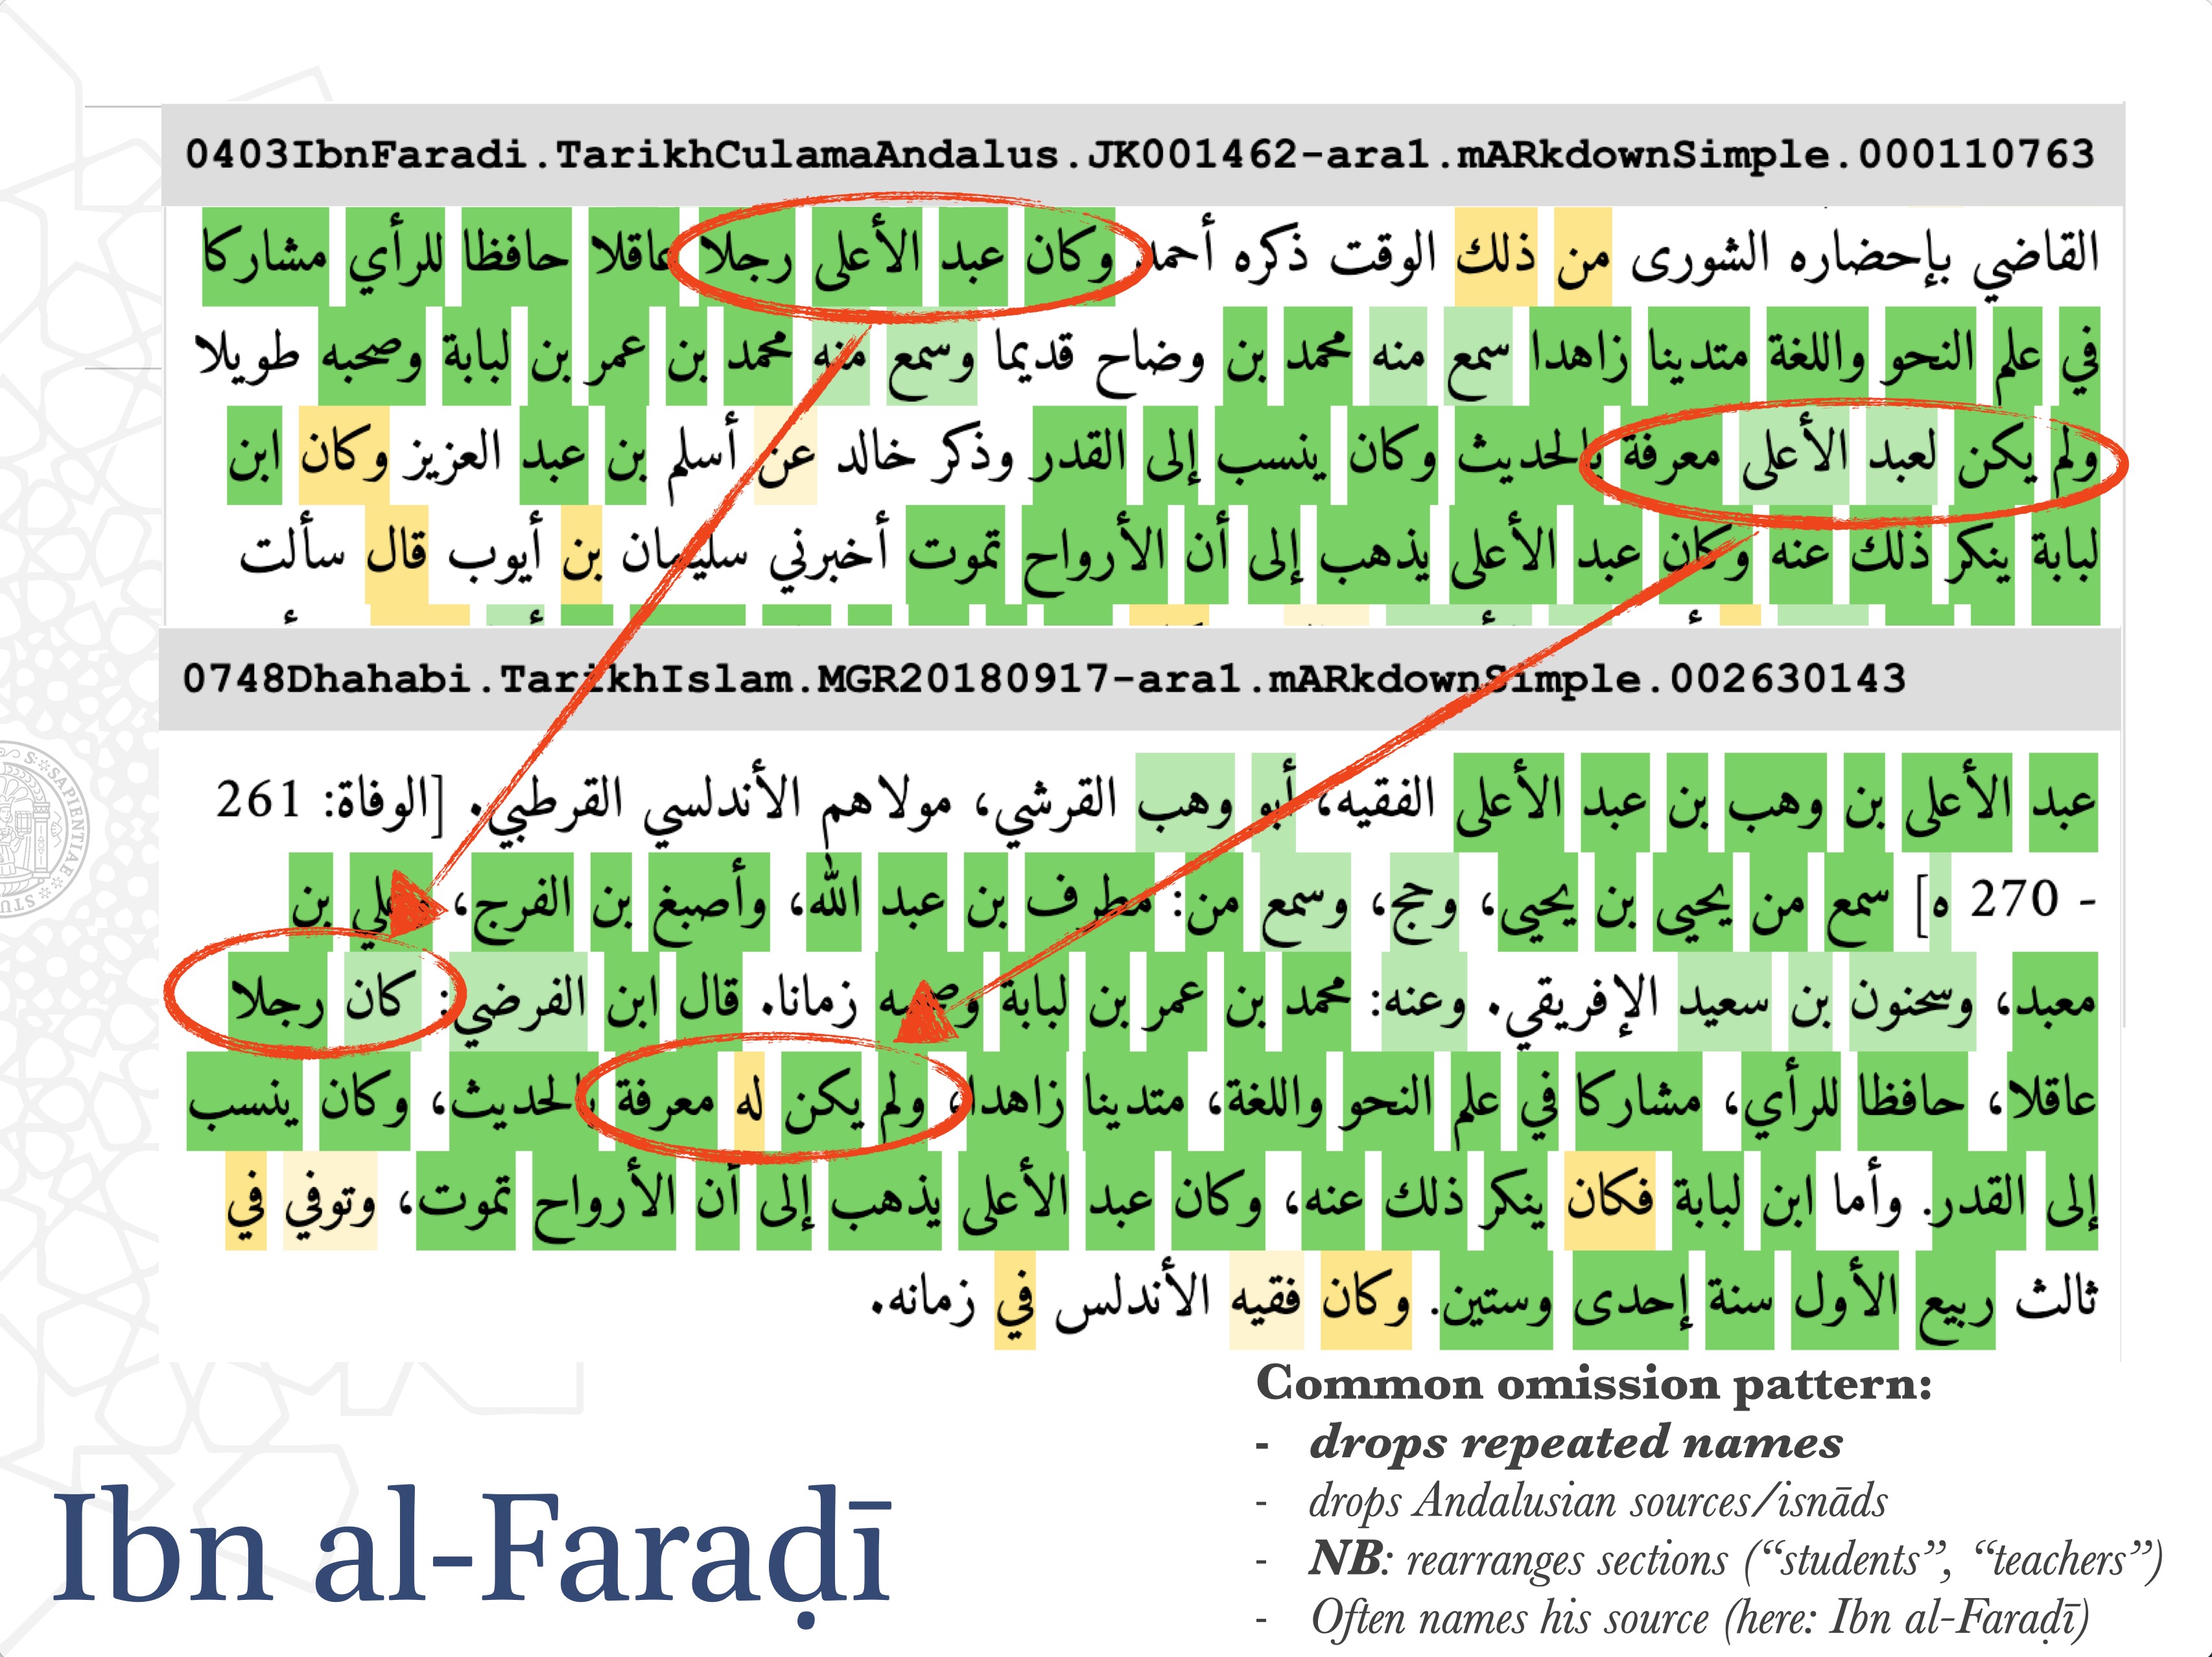 0403IbnFaradi.TarikhCulamaAndalus.JK001462-ara1.mARkdownSimple.000110763
القاضي بإحضاره الشورى من ذلك الوقت ذكره أحمد وكان عبد الأعلى رجلا عاقلا حافظا للرأي مشاركا
في علم النحو واللغة متدينا زاهدا سمع منه محمد بن وضاح قديما وسمع منه محمد بن عمر بن لبابة وصحبه طويلا
ولم يكن لعبد الأعلى معرفة بالحديث وكان ينسب إلى القدر وذكر خالد عن أسلم بن عبد العزيز وكان ابن
لبابة ينكر ذلك عنه وكان عبد الأعلى يذهب إلى أن الأرواح تموت أخبرني سليمان بن أيوب قال سألت
0748Dhahabi.TarikhIslam.MGR20180917-ara1.mARkdownSimple.002630143
عبد الأعلى بن وهب بن عبد الأعلى الفقيه، أبو وهب القرشي، مولاهم الأندلسي القرطبي. [الوفاة: 261
- 270 ه] سمع من يحيى بن يحيى، وحج، وسمع من: مطرف بن عبد الله، وأصبغ بن الفرج، وعلي بن
معبد، وسحنون بن سعيد الإفريقي. وعنه: محمد بن عمر بن لبابة وصحبه زمانا. قال ابن الفرضي: كان رجلا
عاقلا، حافظا للرأي، مشاركا في علم النحو واللغة، متدينا زاهدا، ولم يكن له معرفة بالحديث، وكان ينسب
إلى القدر. وأما ابن لبابة فكان ينكر ذلك عنه، وكان عبد الأعلى يذهب إلى أن الأرواح تموت، وتوفي في
ثالث ربيع الأول سنة إحدى وستين. وكان فقيه الأندلس في زمانه.
Common omission pattern:
- drops repeated names
- drops Andalusian sources/isnāds
- NB: rearranges sections (“students”, “teachers”)
- Often names his source (here: Ibn al-Faraḍī)
Ibn al-Faraḍī